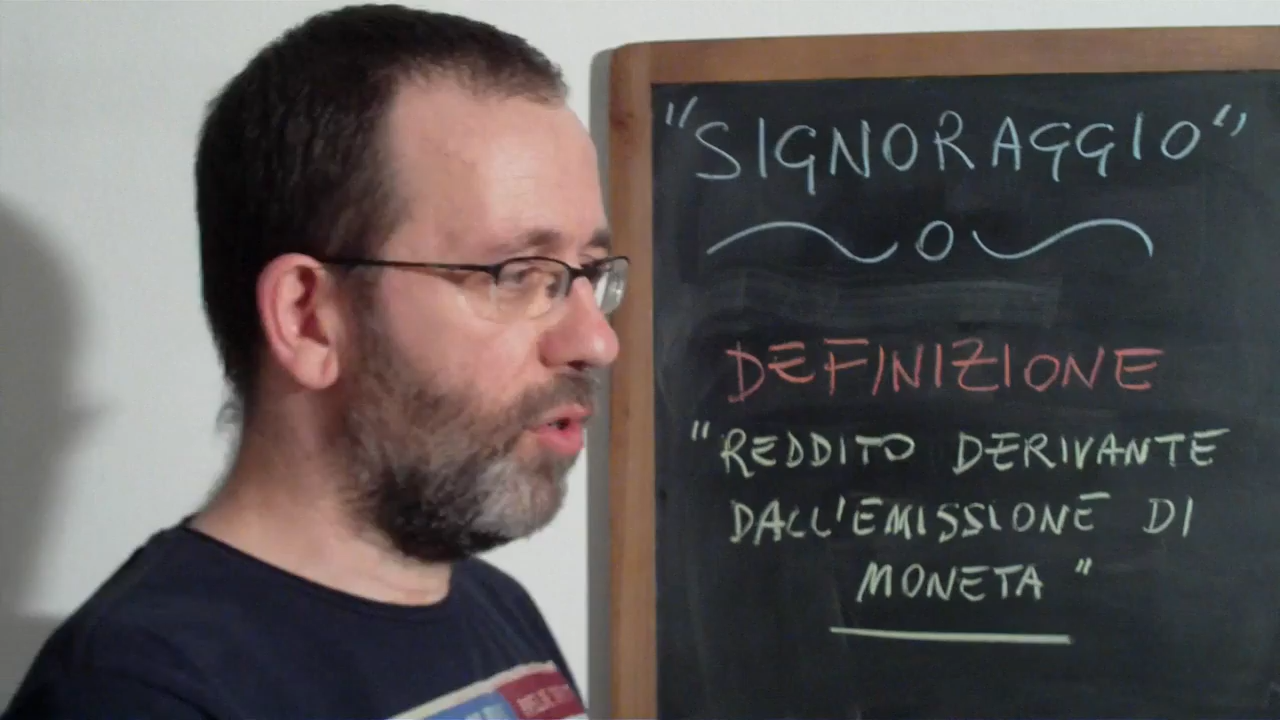 "SIGNORAGGIO"
DEFINIZIONE
"REDDITO DERIVANTE
DALL'EMISSIONE DI
MONETA"